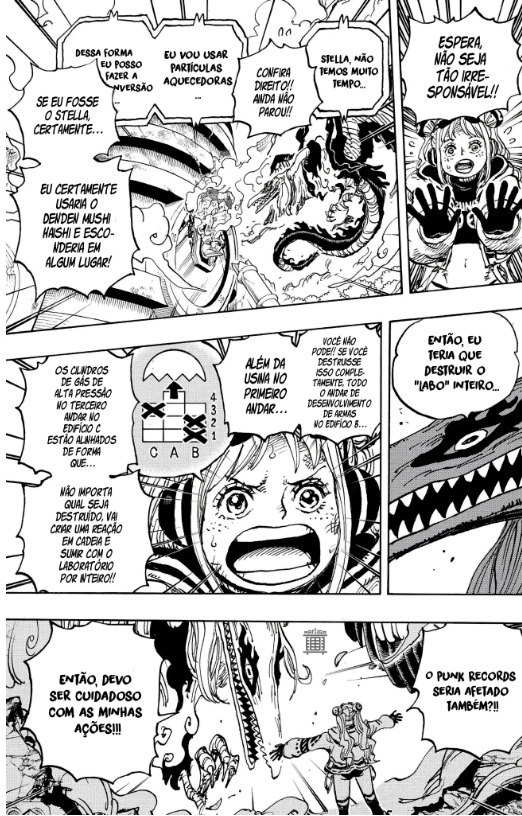 ESPERA,
NÃO SEJA
TÃO IRRE-
SPONSÁVEL!!
STELLA, NÃO
TEMOS MUITO
TEMPO...
CONFIRA
DIREITO!!
ANDA NÃO
PAROU!!
EU VOU USAR
PARTÍCULAS
AQUECEDORAS
...
DESSA FORMA
EU POSSO
FAZER A
...NVERSÃO
...
SE EU FOSSE
O STELLA,
CERTAMENTE...
EU CERTAMENTE
USARIA O
DENDEN MUSHI
HAISHI E ESCO-
NDERIA EM
ALGUM LUGAR!
ENTÃO, EU
TERIA QUE
DESTRUIR O
"LABO" INTEIRO...
VOCÊ NÃO
PODE!! SE VOCÊ
DESTRUISSE
ISSO COMPLE-
TAMENTE, TODO
O ANDAR DE
DESENVOLVIMENTO
DE ARMAS
NO EDIFÍCIO B...
ALÉM DA
USNA NO
PRIMEIRO
ANDAR...
4
3
2
1
C A B
OS CILINDROS
DE GÁS DE
ALTA PRESSÃO
NO TERCEIRO
ANDAR NO
EDIFÍCIO C
ESTÃO ALINHADOS
DE FORMA
QUE...
NÃO IMPORTA
QUAL SEJA
DESTRUÍDO, VAI
CRIAR UMA REAÇÃO
EM CADEIA E
SUMIR COM O
LABORATÓRIO
POR INTEIRO!!
O PUNK RECORDS
SERIA AFETADO
TAMBÉM?!!
ENTÃO, DEVO
SER CUIDADOSO
COM AS MINHAS
AÇÕES!!!